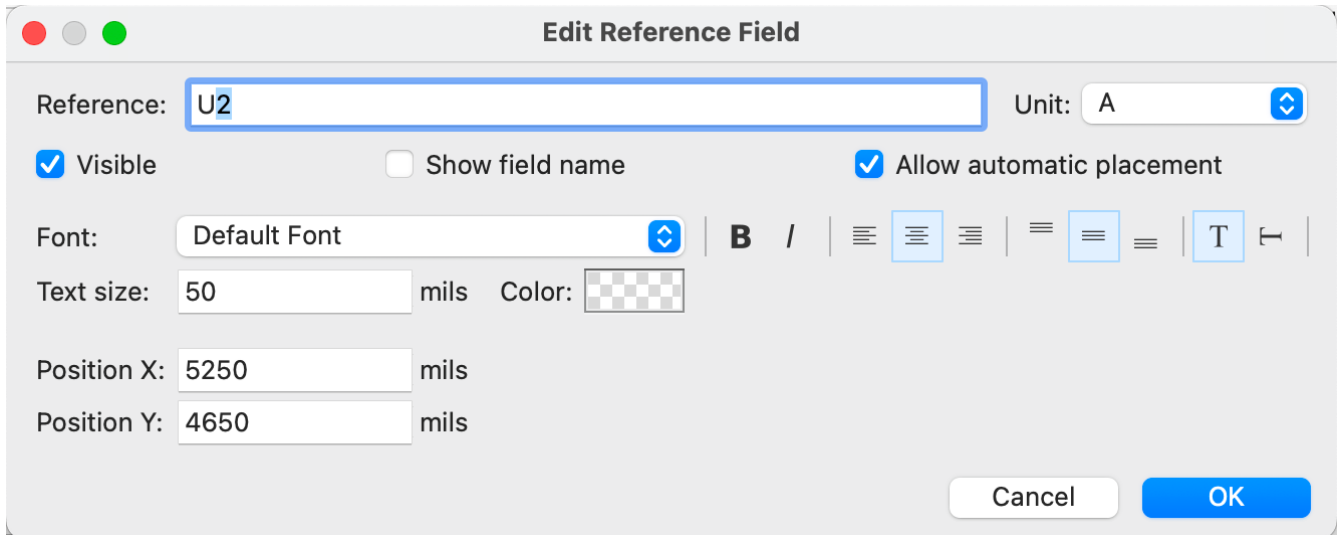 Edit Reference Field
Reference: U2 Unit: A
Visible Show field name Allow automatic placement
Font: Default Font B I T T
Text size: 50 mils Color:
Position X: 5250 mils
Position Y: 4650 mils
Cancel OK